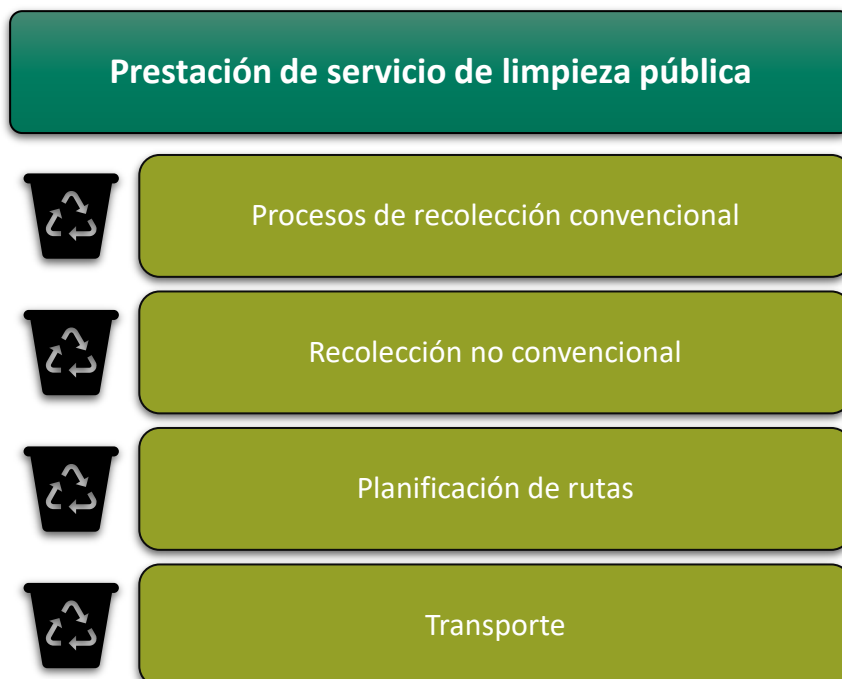 Prestación de servicio de limpieza pública
Procesos de recolección convencional
Recolección no convencional
Planificación de rutas
Transporte